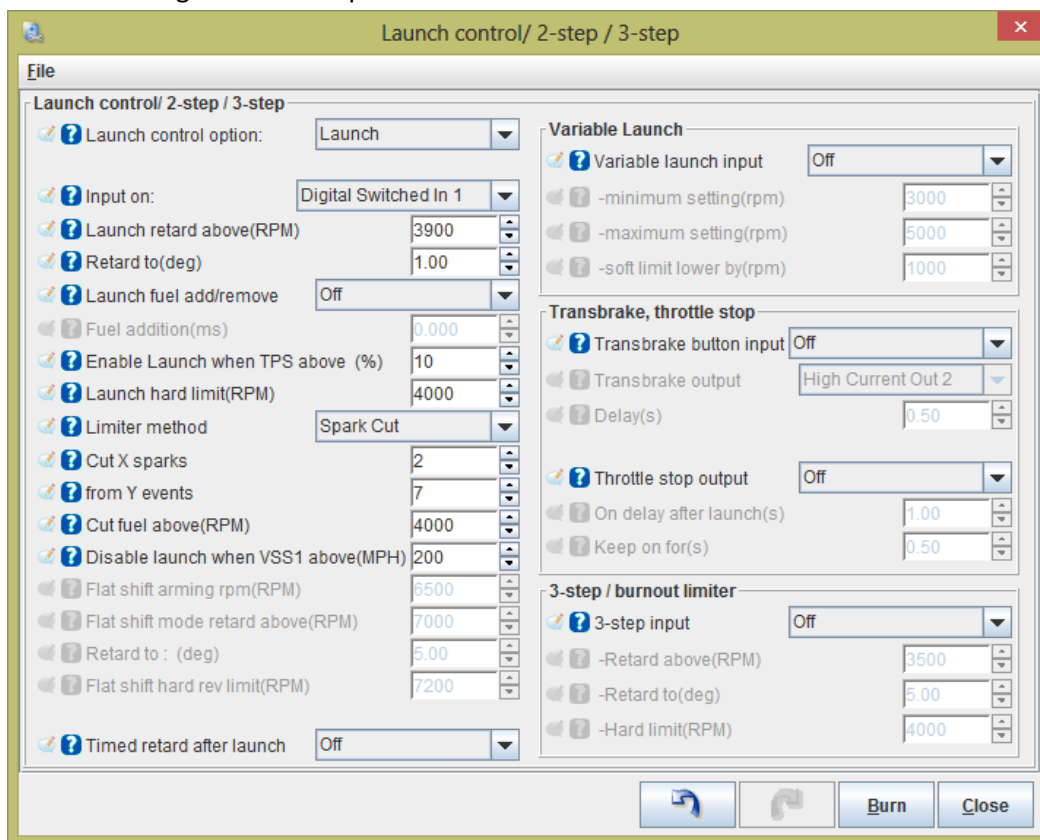 Launch control/ 2-step / 3-step
File
Launch control/ 2-step / 3-step
Launch control option: Launch
Input on: Digital Switched In 1
Launch retard above(RPM) 3900
Retard to(deg) 1.00
Launch fuel add/remove Off
Fuel addition(ms) 0.000
Enable Launch when TPS above (%) 10
Launch hard limit(RPM) 4000
Limiter method Spark Cut
Cut X sparks 2
from Y events 7
Cut fuel above(RPM) 4000
Disable launch when VSS1 above(MPH) 200
Flat shift arming rpm(RPM) 6500
Flat shift mode retard above(RPM) 7000
Retard to : (deg) 5.00
Flat shift hard rev limit(RPM) 7200
Timed retard after launch Off
Variable Launch
Variable launch input Off
-minimum setting(rpm) 3000
-maximum setting(rpm) 5000
-soft limit lower by(rpm) 1000
Transbrake, throttle stop
Transbrake button input Off
Transbrake output High Current Out 2
Delay(s) 0.50
Throttle stop output Off
On delay after launch(s) 1.00
Keep on for(s) 0.50
3-step / burnout limiter
3-step input Off
-Retard above(RPM) 3500
-Retard to(deg) 5.00
-Hard limit(RPM) 4000
Burn Close